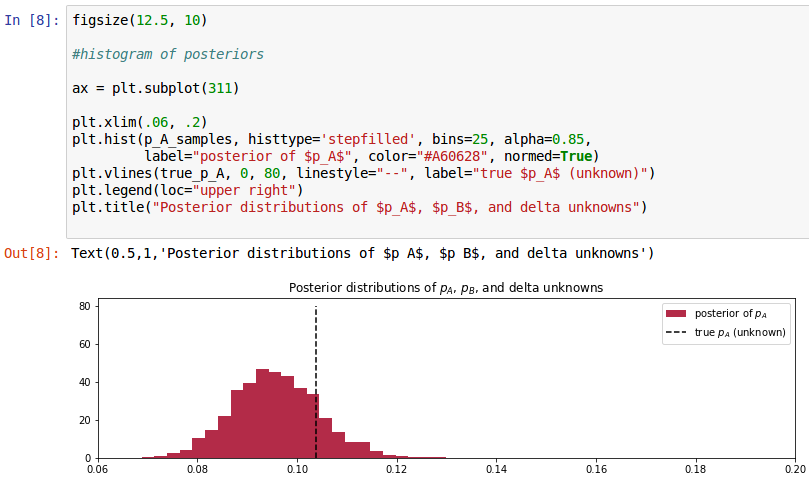 In [8]: figsize(12.5, 10)
#histogram of posteriors
ax = plt.subplot(311)
plt.xlim(.06, .2)
plt.hist(p_A_samples, histtype='stepfilled', bins=25, alpha=0.85,
label="posterior of $p_A$", color="#A60628", normed=True)
plt.vlines(true_p_A, 0, 80, linestyle="--", label="true $p_A$ (unknown)")
plt.legend(loc="upper right")
plt.title("Posterior distributions of $p_A$, $p_B$, and delta unknowns")
Out[8]: Text(0.5,1,'Posterior distributions of $p A$, $p B$, and delta unknowns')
Posterior distributions of pA, pB, and delta unknowns
80
60
40
20
0
posterior of pA
true pA (unknown)
0.06 0.08 0.10 0.12 0.14 0.16 0.18 0.20